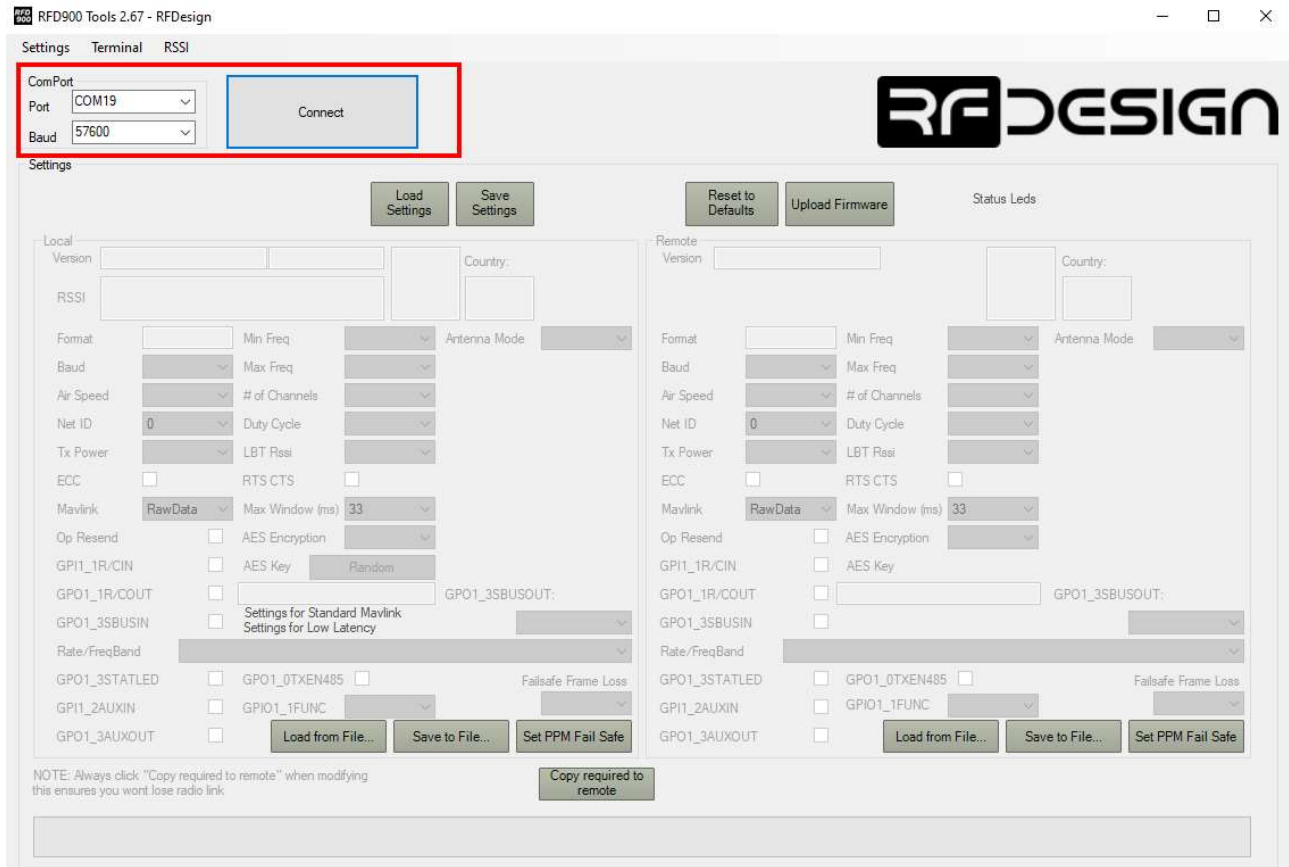 RFD900 Tools 2.67 - RFDesign
Settings Terminal RSSI
ComPort
Port COM19
Baud 57600
Connect
RFDESIGN
Settings
Load Settings
Save Settings
Reset to Defaults
Upload Firmware
Status Leds
Local
Version
Country:
RSSI
Format Min Freq Antenna Mode
Baud Max Freq
Air Speed # of Channels
Net ID 0 Duty Cycle
Tx Power LBT Rssi
ECC RTS CTS
Mavlink RawData Max Window (ms) 33
Op Resend AES Encryption
GPI1_1R/CIN AES Key Random
GPO1_1R/COUT GPO1_3SBUSOUT:
GPO1_3SBUSIN
Settings for Standard Mavlink
Settings for Low Latency
Rate/FreqBand
GPO1_3STATLED GPO1_0TXEN485 Failsafe Frame Loss
GPI1_2AUXIN GPIO1_1FUNC
GPO1_3AUXOUT Load from File... Save to File... Set PPM Fail Safe
Remote
Version
Country:
Format Min Freq Antenna Mode
Baud Max Freq
Air Speed # of Channels
Net ID 0 Duty Cycle
Tx Power LBT Rssi
ECC RTS CTS
Mavlink RawData Max Window (ms) 33
Op Resend AES Encryption
GPI1_1R/CIN AES Key
GPO1_1R/COUT GPO1_3SBUSOUT:
GPO1_3SBUSIN
Rate/FreqBand
GPO1_3STATLED GPO1_0TXEN485 Failsafe Frame Loss
GPI1_2AUXIN GPIO1_1FUNC
GPO1_3AUXOUT Load from File... Save to File... Set PPM Fail Safe
NOTE: Always click "Copy required to remote" when modifying
this ensures you wont lose radio link
Copy required to
remote